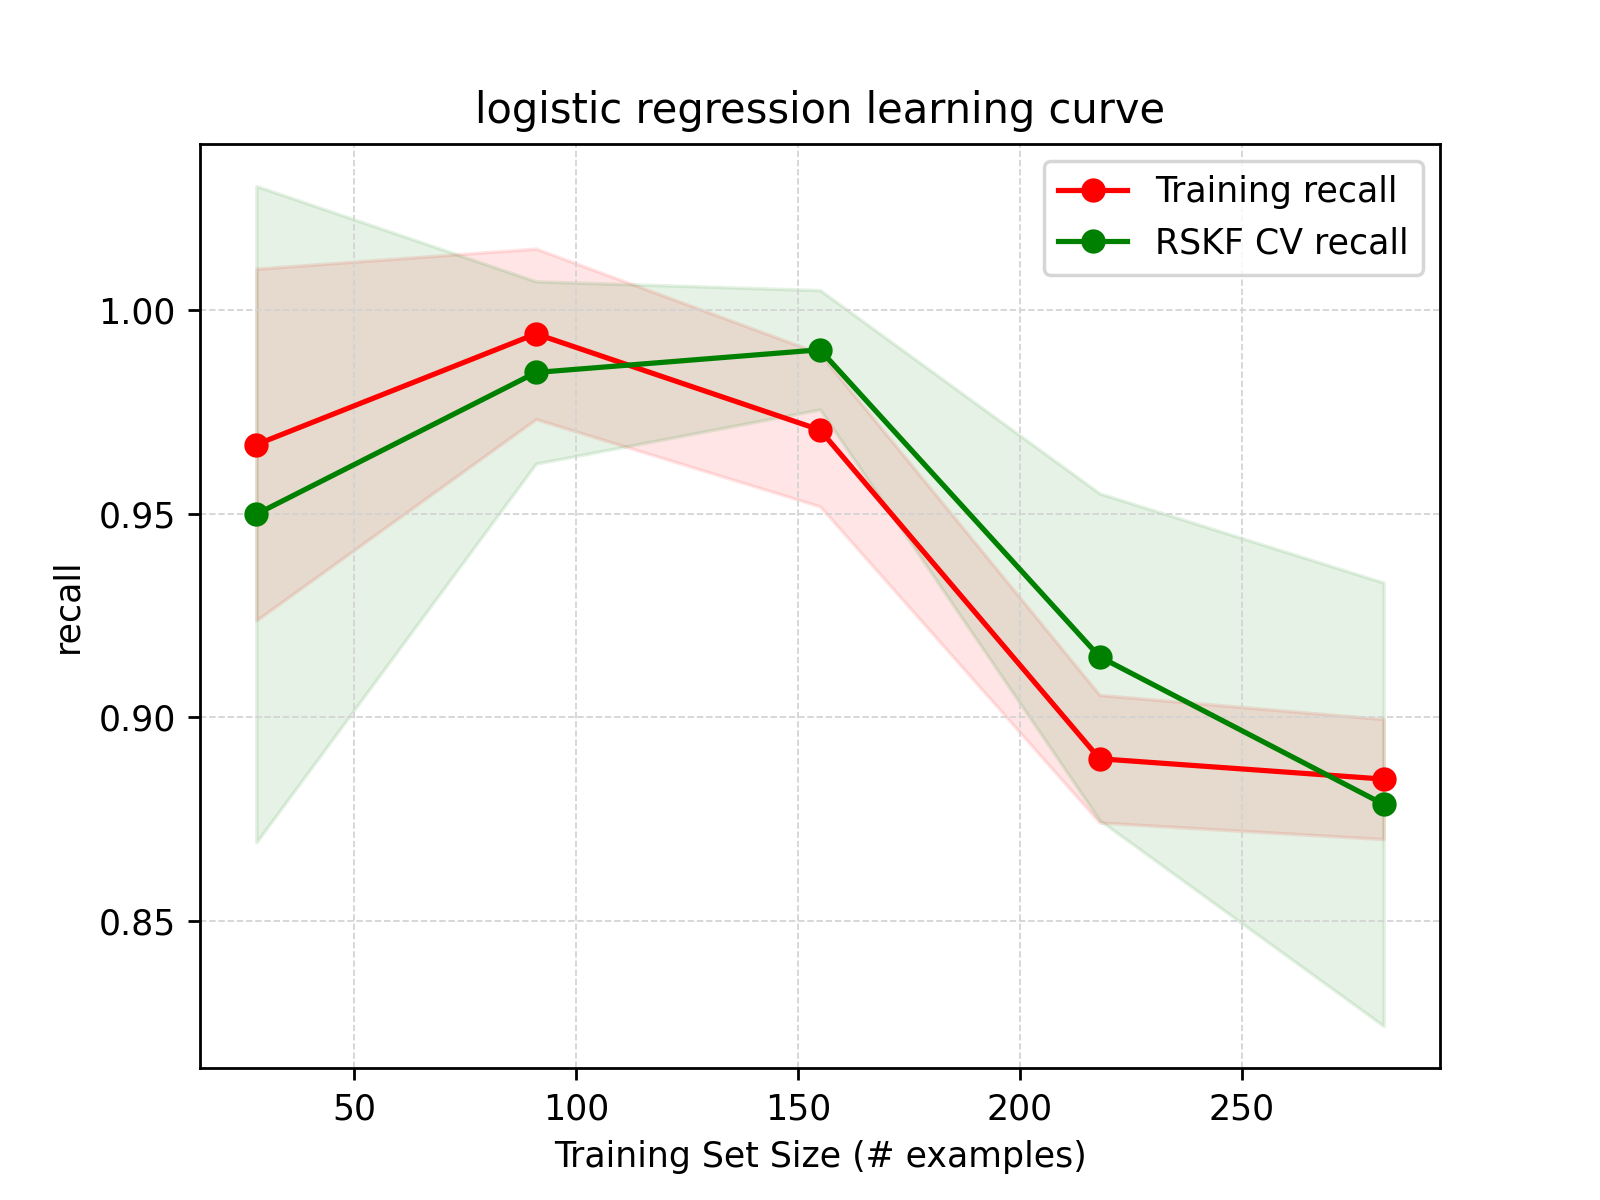 logistic regression learning curve
Training recall
RSKF CV recall
recall
1.00
0.95
0.90
0.85
50 100 150 200 250
Training Set Size (# examples)